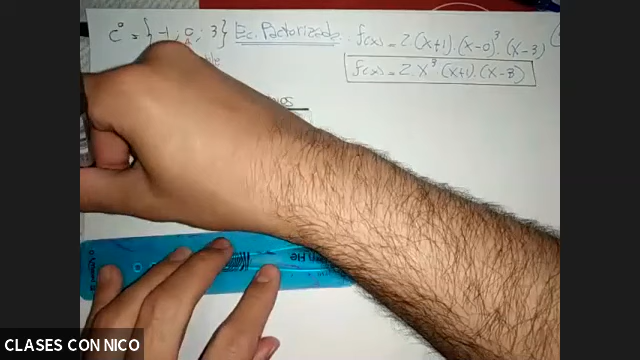 C° = {-1; 0; 3} Ec. Factorizada: f(x) = 2.(x+1).(x-0)³.(x-3)
f(x) = 2.x³.(x+1).(x-3)
CLASES CON NICO